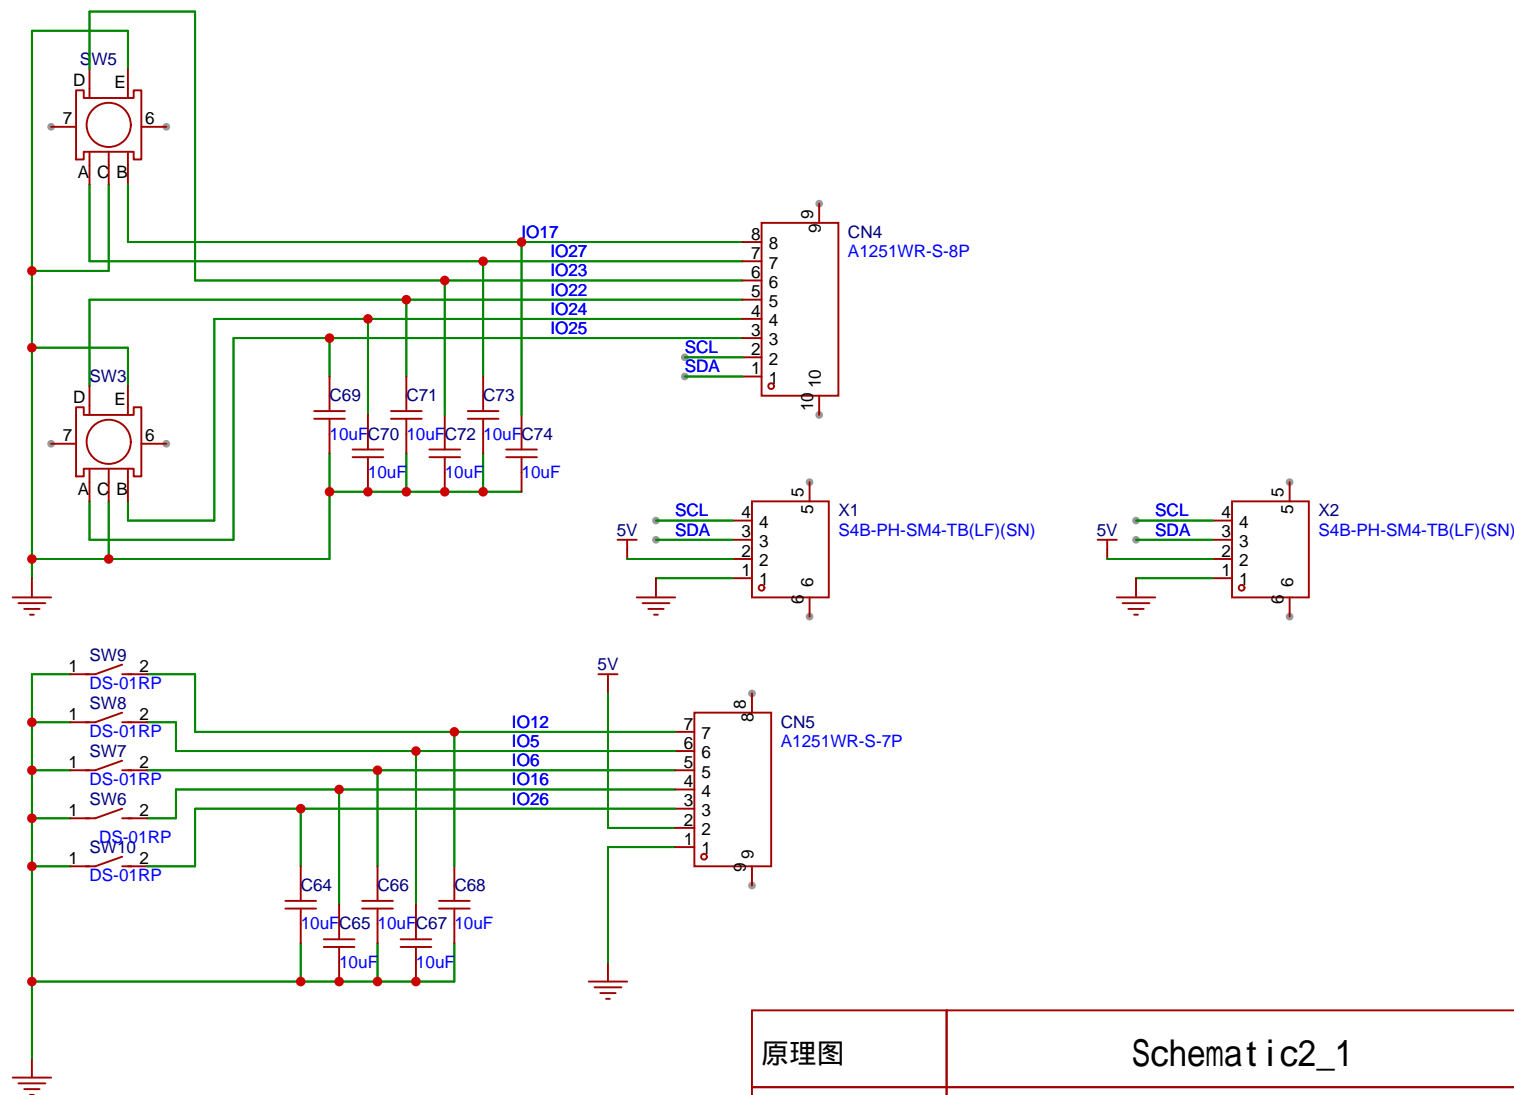 SW5
D E
7 6
A C B
IO17
IO27
IO23
IO22
IO24
IO25
SCL
SDA
9
9
8 8
7 7
6 6
5 5
4 4
3 3
2 2
1 1
10
10
CN4
A1251WR-S-8P
SW3
D E
7 6
A C B
C69
10uF
C70
10uF
C71
10uF
C72
10uF
C73
10uF
C74
10uF
5V
SCL
SDA
5
5
4 4
3 3
2 2
1 1
6
6
X1
S4B-PH-SM4-TB(LF)(SN)
5V
SCL
SDA
5
5
4 4
3 3
2 2
1 1
6
6
X2
S4B-PH-SM4-TB(LF)(SN)
SW9
1 2
DS-01RP
SW8
1 2
DS-01RP
SW7
1 2
DS-01RP
SW6
1 2
DS-01RP
SW10
1 2
DS-01RP
IO12
IO5
IO6
IO16
IO26
5V
8
8
7 7
6 6
5 5
4 4
3 3
2 2
1 1
9
9
CN5
A1251WR-S-7P
C64
10uF
C65
10uF
C66
10uF
C67
10uF
C68
10uF
原理图 Schematic2_1